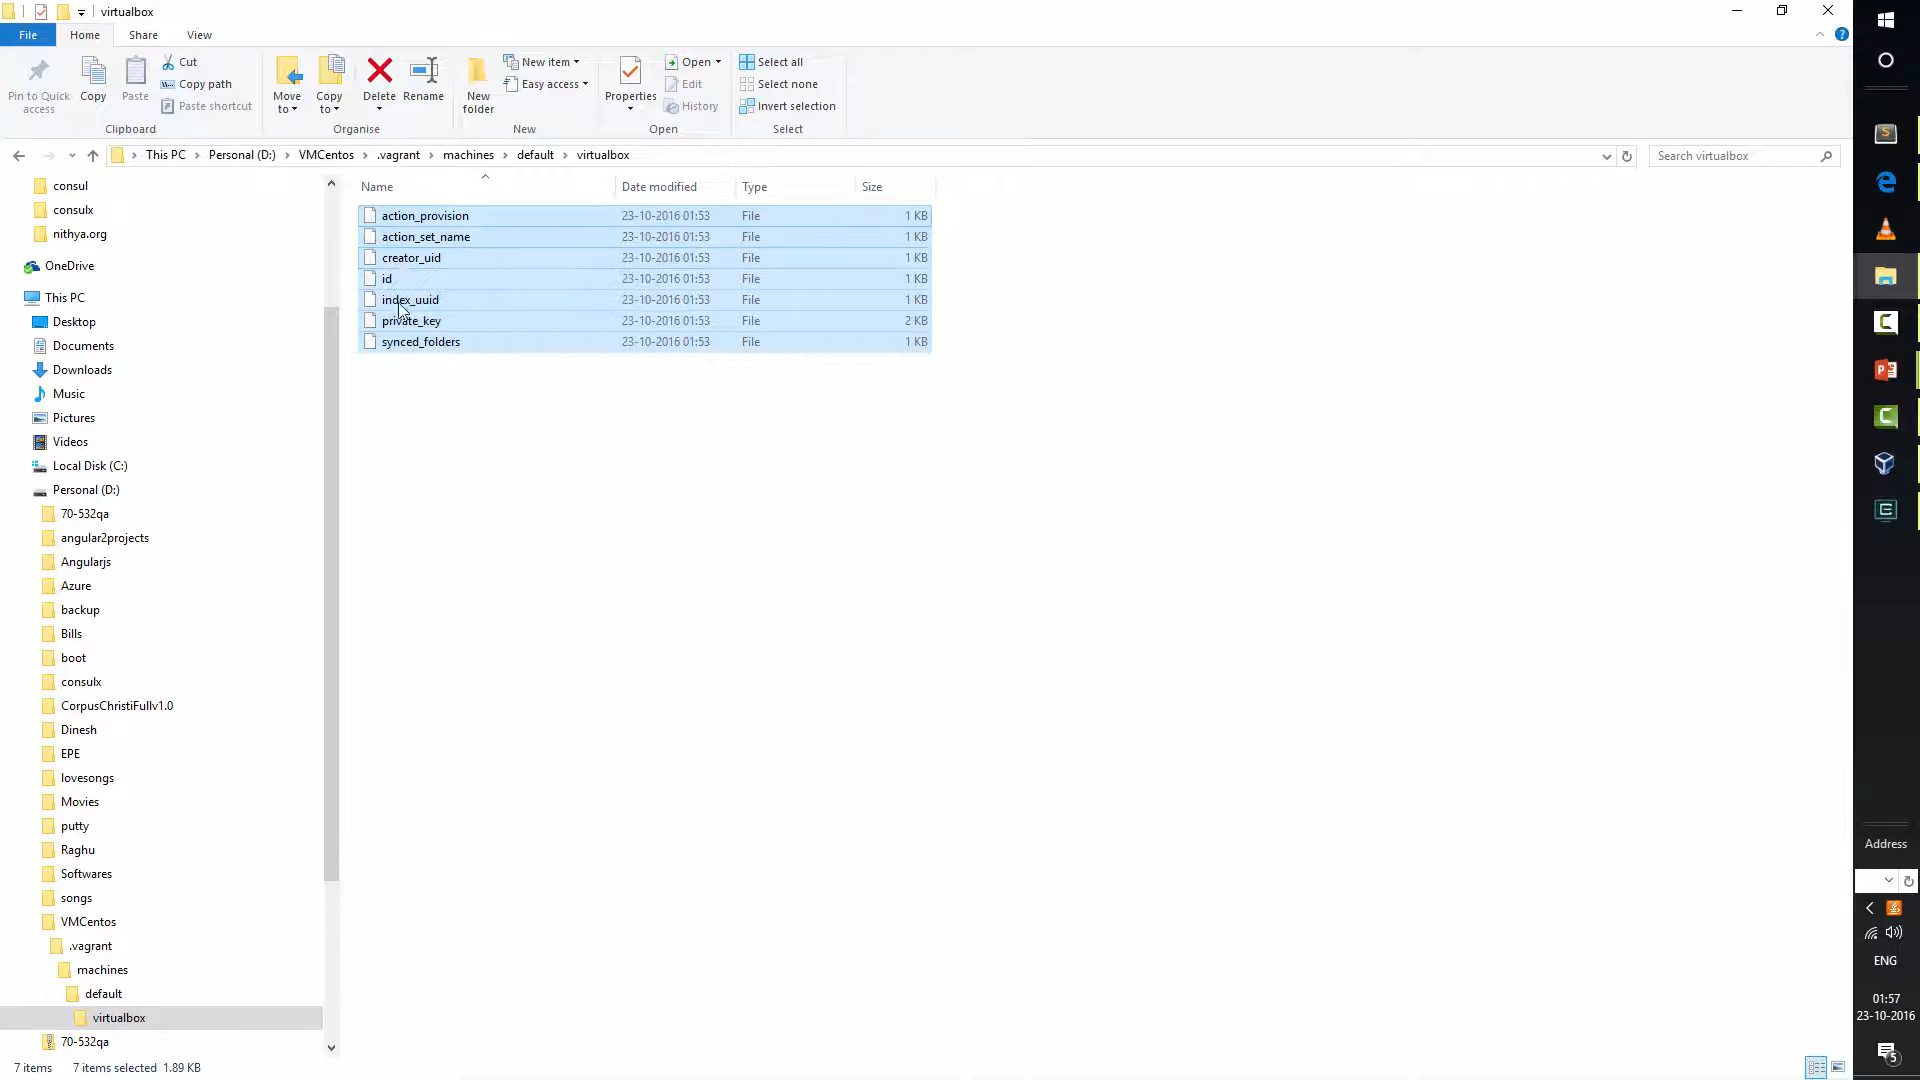 virtualbox
File Home Share View
Pin to Quick access
Copy
Paste
Cut
Copy path
Paste shortcut
Clipboard
Move to
Copy to
Delete
Rename
Organise
New folder
New item
Easy access
New
Properties
Open
Edit
History
Open
Select all
Select none
Invert selection
Select
This PC > Personal (D:) > VMCentos > .vagrant > machines > default > virtualbox
Search virtualbox
consul
consulx
nithya.org
OneDrive
This PC
Desktop
Documents
Downloads
Music
Pictures
Videos
Local Disk (C:)
Personal (D:)
70-532qa
angular2projects
Angularjs
Azure
backup
Bills
boot
consulx
CorpusChristiFullv1.0
Dinesh
EPE
lovesongs
Movies
putty
Raghu
Softwares
songs
VMCentos
.vagrant
machines
default
virtualbox
70-532qa
Name Date modified Type Size
action_provision 23-10-2016 01:53 File 1 KB
action_set_name 23-10-2016 01:53 File 1 KB
creator_uid 23-10-2016 01:53 File 1 KB
id 23-10-2016 01:53 File 1 KB
index_uuid 23-10-2016 01:53 File 1 KB
private_key 23-10-2016 01:53 File 2 KB
synced_folders 23-10-2016 01:53 File 1 KB
7 items 7 items selected 1.89 KB
Address
ENG
01:57
23-10-2016
5